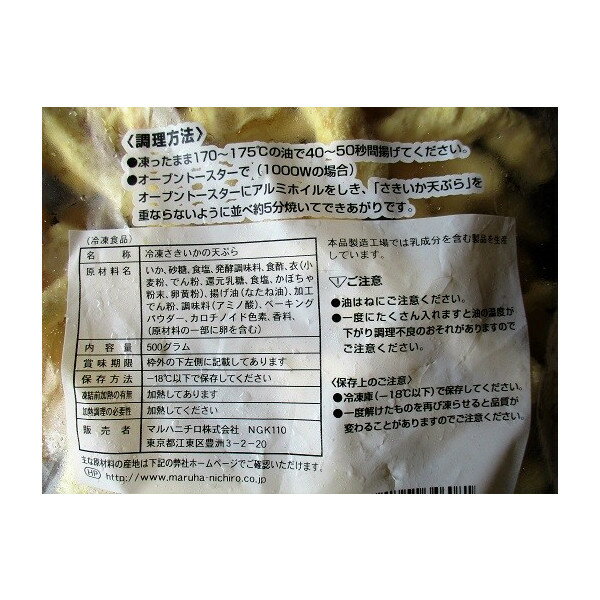 〈調理方法〉
●凍ったまま170〜175℃の油で40〜50秒間揚げてください。
●オーブントースターで(1000Wの場合)
オーブントースターにアルミホイルをしき、「さきいか天ぷら」を
重ならないように並べ約5分焼いてできあがりです。
(冷凍食品)
名称 冷凍さきいかの天ぷら
原材料名 いか、砂糖、食塩、発酵調味料、食酢、衣(小
麦粉、でん粉、還元乳糖、食塩、かぼちゃ
粉末、卵黄粉)、揚げ油(なたね油)、加工
でん粉、調味料(アミノ酸)、ベーキング
パウダー、カロチノイド色素、香料、
(原材料の一部に卵を含む)
内容量 500グラム
賞味期限 枠外の下左側に記載してあります
保存方法 −18℃以下で保存してください
凍結前加熱の有無 加熱してあります
加熱調理の必要性 加熱してください
販売者 マルハニチロ株式会社 NGK110
東京都江東区豊洲3−2−20
主な原材料の産地は下記の弊社ホームページでご確認いただけます。
HP http://www.maruha-nichiro.co.jp
本品製造工場では乳成分を含む製品を生産
しています。
ご注意
●油はねにご注意ください。
●一度にたくさん入れますと油の温度が
下がり調理不良のおそれがありますので
ご注意ください。
〈保存上のご注意〉
●冷凍庫(−18℃以下)で保存してください。
●一度解けたものを再び凍らせると品質が
変わることがありますのでご注意ください。